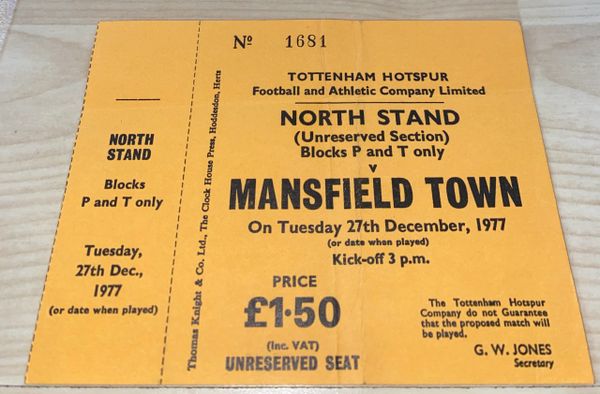 NORTH
STAND
Blocks
P and T only
Tuesday,
27th Dec.,
1977
(or date when played)
Thomas Knight & Co. Ltd., The Clock House Press, Hoddesdon, Herts
Nº 1681
TOTTENHAM HOTSPUR
Football and Athletic Company Limited
NORTH STAND
(Unreserved Section)
Blocks P and T only
v
MANSFIELD TOWN
On Tuesday 27th December, 1977
(or date when played)
Kick-off 3 p.m.
PRICE
£1·50
(inc. VAT)
UNRESERVED SEAT
The Tottenham Hotspur
Company do not Guarantee
that the proposed match will
be played.
G. W. JONES
Secretary